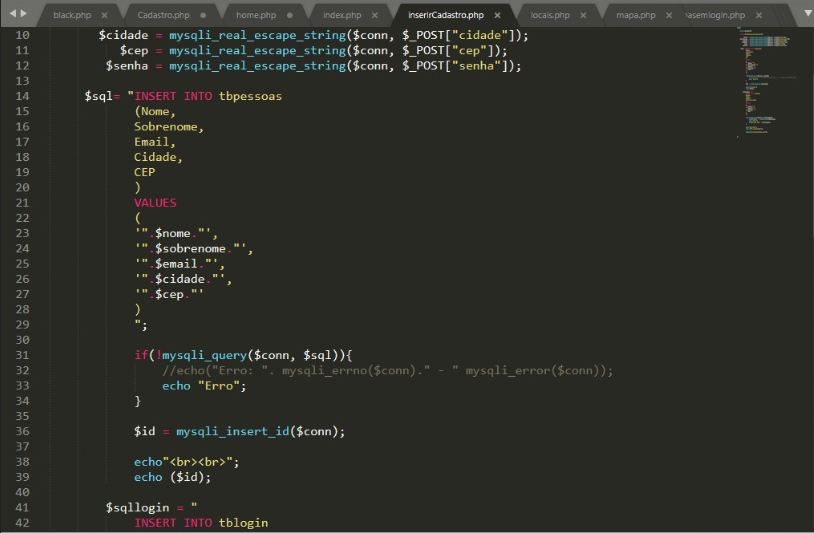 black.php × Cadastro.php ● home.php ● index.php × inserirCadastro.php × locais.php × mapa.php × asemlogin.php ×
10 $cidade = mysqli_real_escape_string($conn, $_POST["cidade"]);
11 $cep = mysqli_real_escape_string($conn, $_POST["cep"]);
12 $senha = mysqli_real_escape_string($conn, $_POST["senha"]);
13
14 $sql= "INSERT INTO tbpessoas
15 (Nome,
16 Sobrenome,
17 Email,
18 Cidade,
19 CEP
20 )
21 VALUES
22 (
23 '".$nome."',
24 '".$sobrenome."',
25 '".$email."',
26 '".$cidade."',
27 '".$cep."'
28 )
29 ";
30
31 if(!mysqli_query($conn, $sql)){
32 //echo("Erro: ". mysqli_errno($conn)." - " mysqli_error($conn));
33 echo "Erro";
34 }
35
36 $id = mysqli_insert_id($conn);
37
38 echo"<br><br>";
39 echo ($id);
40
41 $sqllogin = "
42 INSERT INTO tblogin